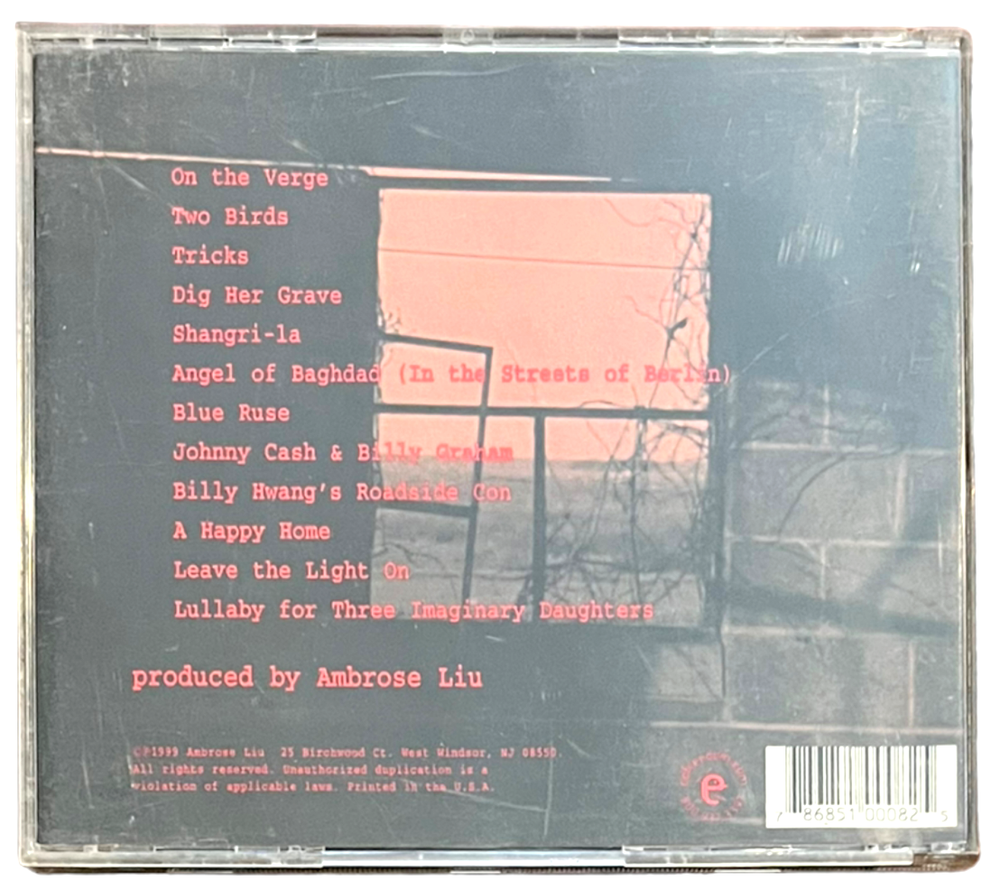 On the Verge
Two Birds
Tricks
Dig Her Grave
Shangri-la
Angel of Baghdad (In the Streets of Berlin)
Blue Ruse
Johnny Cash & Billy Graham
Billy Hwang's Roadside Con
A Happy Home
Leave the Light On
Lullaby for Three Imaginary Daughters
produced by Ambrose Liu
©℗1999 Ambrose Liu 25 Birchwood Ct. West Windsor, NJ 08550.
All rights reserved. Unauthorized duplication is a
violation of applicable laws. Printed in the U.S.A.
e
7 86851 00082 5